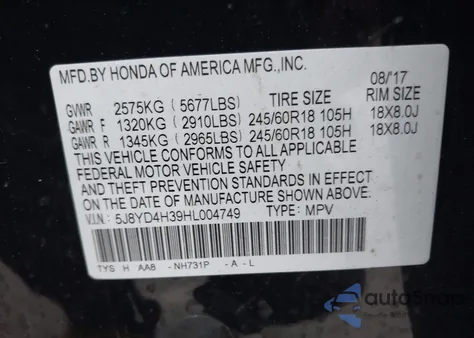 MFD.BY HONDA OF AMERICA MFG.,INC.
08/'17
GVWR 2575KG (5677LBS) TIRE SIZE RIM SIZE
GAWR F 1320KG (2910LBS) 245/60R18 105H 18X8.0J
GAWR R 1345KG (2965LBS) 245/60R18 105H 18X8.0J
THIS VEHICLE CONFORMS TO ALL APPLICABLE
FEDERAL MOTOR VEHICLE SAFETY
AND THEFT PREVENTION STANDARDS IN EFFECT
ON THE DATE OF MANUFACTURE SHOWN ABOVE.
V.I.N.: 5J8YD4H39HL004749 TYPE: MPV
TYS H AA8 -NH731P -A -L